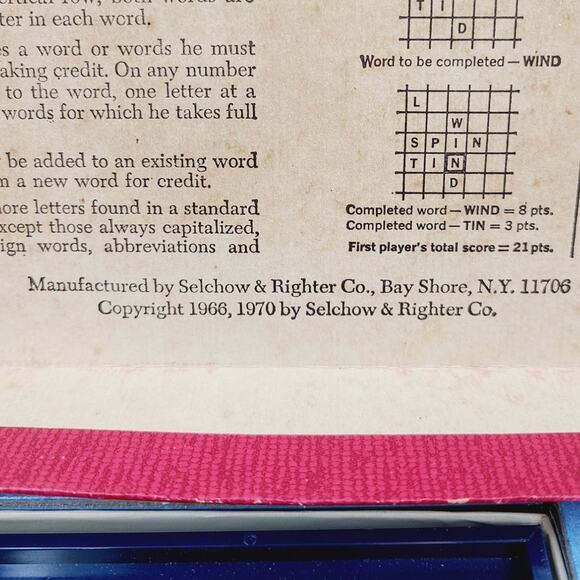 ter in each word.
es a word or words he must
aking credit. On any number
to the word, one letter at a
words for which he takes full
be added to an existing word
m a new word for credit.
ore letters found in a standard
xcept those always capitalized,
ign words, abbreviations and
T I
D
Word to be completed — WIND
L
W
S P I N
T I N
D
Completed word — WIND = 8 pts.
Completed word — TIN = 3 pts.
First player's total score = 21 pts.
Manufactured by Selchow & Righter Co., Bay Shore, N.Y. 11706
Copyright 1966, 1970 by Selchow & Righter Co.